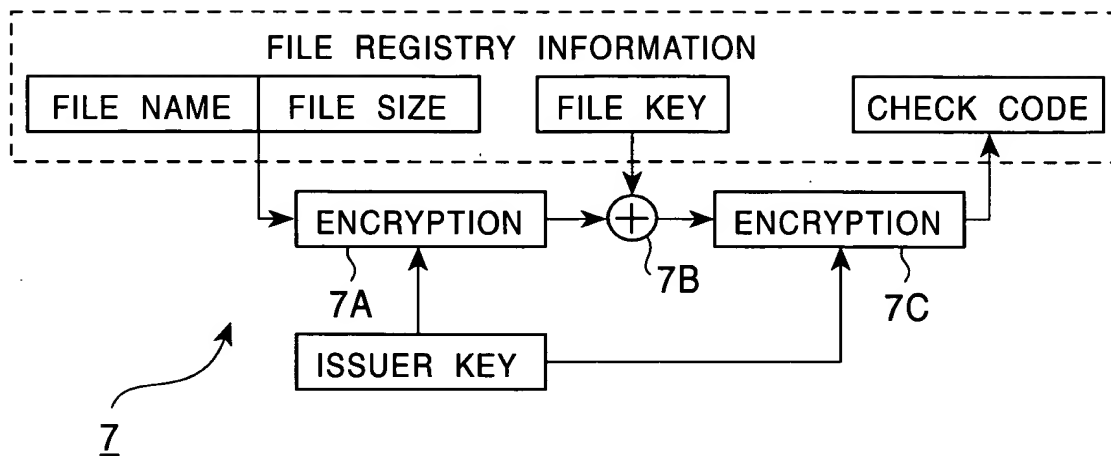 FILE REGISTRY INFORMATION
FILE NAME FILE SIZE FILE KEY CHECK CODE
ENCRYPTION ENCRYPTION
7A 7B 7C
ISSUER KEY
7